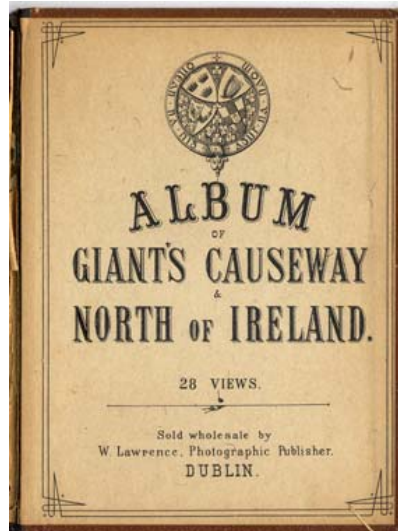 ALBUM
OF
GIANT'S CAUSEWAY
&
NORTH OF IRELAND.
28 VIEWS.
Sold wholesale by
W. Lawrence, Photographic Publisher.
DUBLIN.